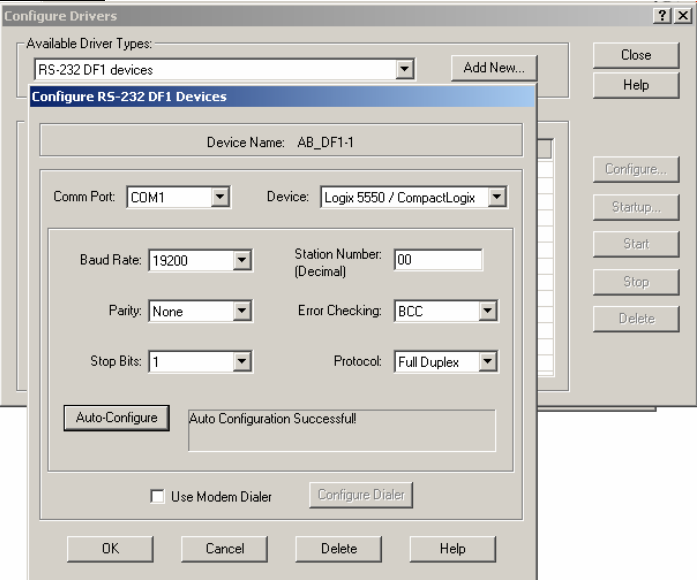 Configure Drivers
Available Driver Types:
RS-232 DF1 devices
Add New...
Close
Help
Configure RS-232 DF1 Devices
Device Name: AB_DF1-1
Comm Port: COM1 Device: Logix 5550 / CompactLogix
Configure...
Startup...
Start
Stop
Delete
Baud Rate: 19200 Station Number: 00
(Decimal)
Parity: None Error Checking: BCC
Stop Bits: 1 Protocol: Full Duplex
Auto-Configure Auto Configuration Successful!
Use Modem Dialer Configure Dialer
OK Cancel Delete Help